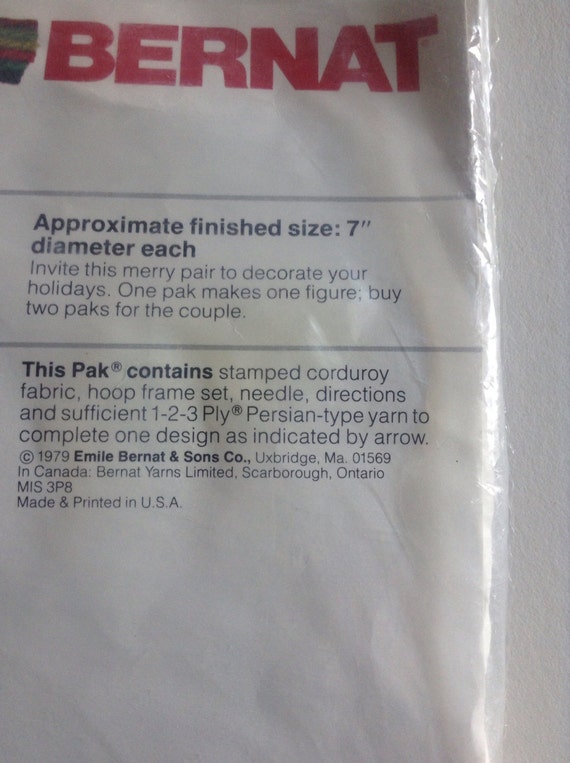 BERNAT
Approximate finished size: 7"
diameter each
Invite this merry pair to decorate your
holidays. One pak makes one figure; buy
two paks for the couple.
This Pak® contains stamped corduroy
fabric, hoop frame set, needle, directions
and sufficient 1-2-3 Ply® Persian-type yarn to
complete one design as indicated by arrow.
© 1979 Emile Bernat & Sons Co., Uxbridge, Ma. 01569
In Canada: Bernat Yarns Limited, Scarborough, Ontario
MIS 3P8
Made & Printed in U.S.A.